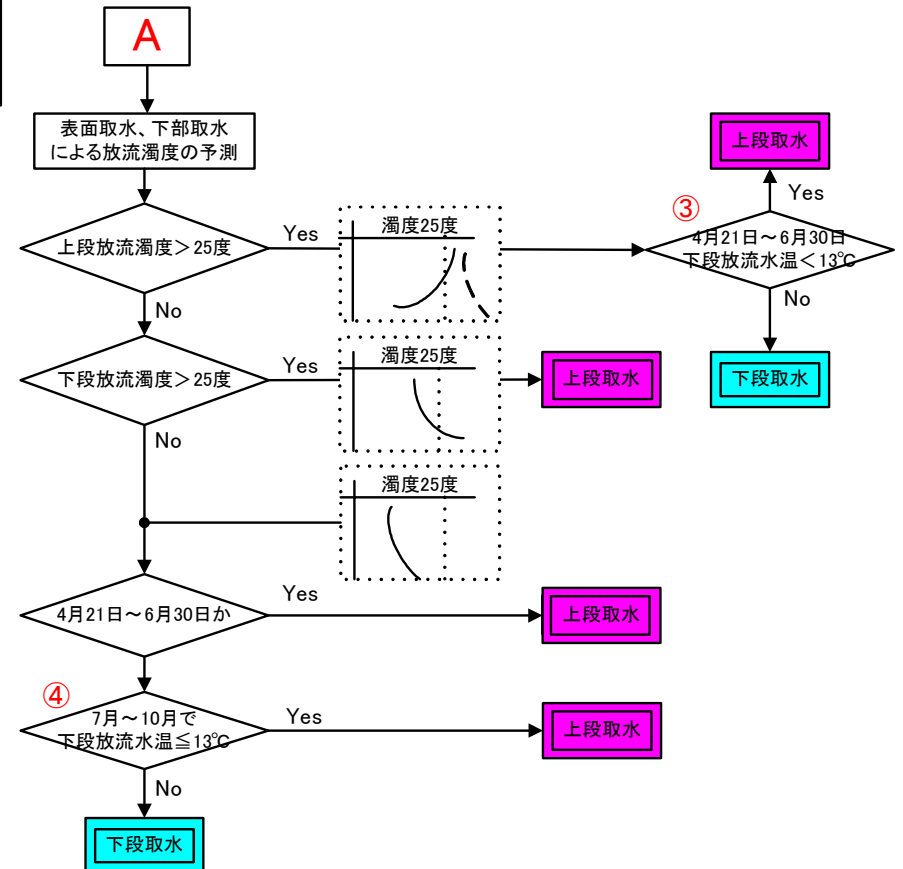 A
表面取水、下部取水
による放流濁度の予測
上段放流濁度＞25度
Yes
No
濁度25度
③
4月21日～6月30日
下段放流水温＜13℃
Yes
上段取水
No
下段取水
下段放流濁度＞25度
Yes
No
濁度25度
上段取水
濁度25度
4月21日～6月30日か
Yes
上段取水
④
7月～10月で
下段放流水温≦13℃
Yes
上段取水
No
下段取水